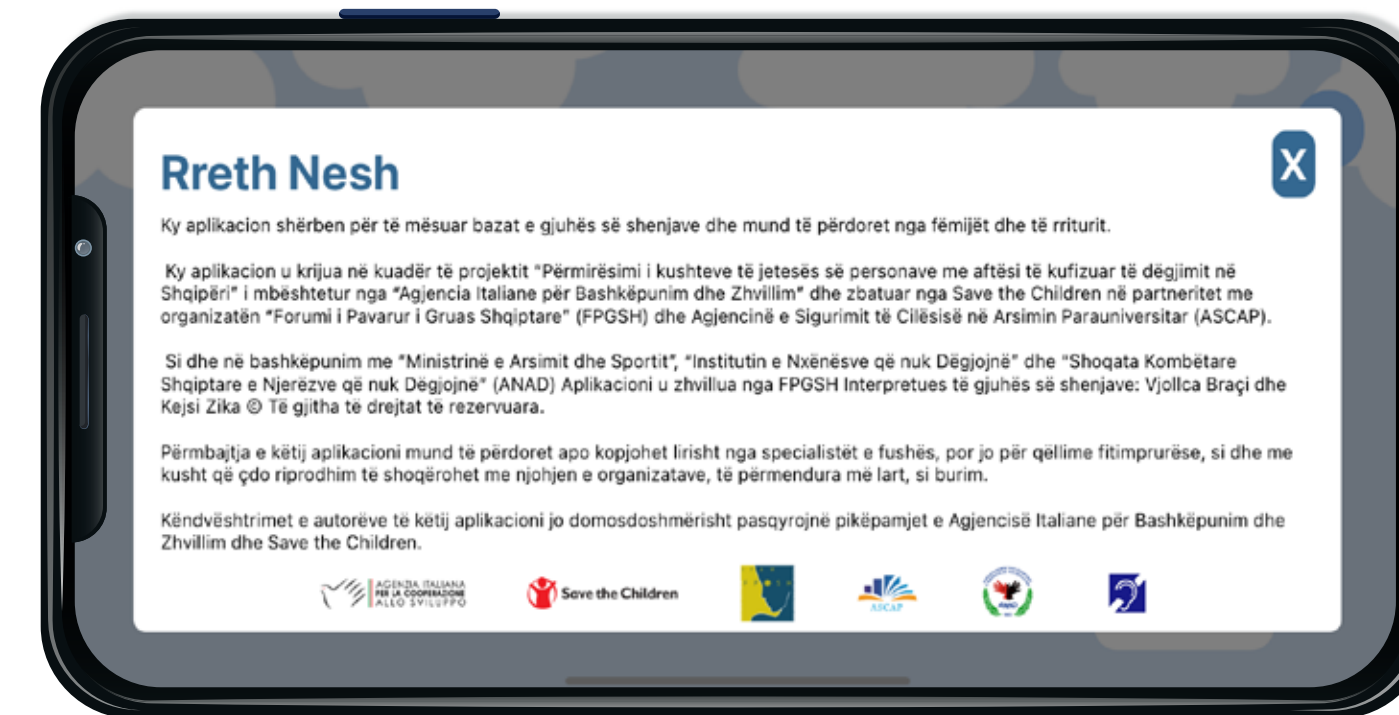 Rreth Nesh
X
Ky aplikacion shërben për të mësuar bazat e gjuhës së shenjave dhe mund të përdoret nga fëmijët dhe të rriturit.
Ky aplikacion u krijua në kuadër të projektit "Përmirësimi i kushteve të jetesës së personave me aftësi të kufizuar të dëgjimit në
Shqipëri" i mbështetur nga "Agjencia Italiane për Bashkëpunim dhe Zhvillim" dhe zbatuar nga Save the Children në partneritet me
organizatën "Forumi i Pavarur i Gruas Shqiptare" (FPGSH) dhe Agjencinë e Sigurimit të Cilësisë në Arsimin Parauniversitar (ASCAP).
Si dhe në bashkëpunim me "Ministrinë e Arsimit dhe Sportit", "Institutin e Nxënësve që nuk Dëgjojnë" dhe "Shoqata Kombëtare
Shqiptare e Njerëzve që nuk Dëgjojnë" (ANAD) Aplikacioni u zhvillua nga FPGSH Interpretues të gjuhës së shenjave: Vjollca Braçi dhe
Kejsi Zika © Të gjitha të drejtat të rezervuara.
Përmbajtja e këtij aplikacioni mund të përdoret apo kopjohet lirisht nga specialistët e fushës, por jo për qëllime fitimprurëse, si dhe me
kusht që çdo riprodhim të shoqërohet me njohjen e organizatave, të përmendura më lart, si burim.
Këndvështrimet e autorëve të këtij aplikacioni jo domosdoshmërisht pasqyrojnë pikëpamjet e Agjencisë Italiane për Bashkëpunim dhe
Zhvillim dhe Save the Children.
AGENZIA ITALIANA
PER LA COOPERAZIONE
ALLO SVILUPPO
Save the Children
ASCAP